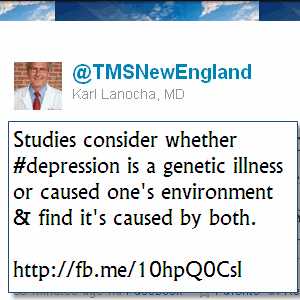 @TMSNewEngland
Karl Lanocha, MD
Studies consider whether
#depression is a genetic illness
or caused one's environment
& find it's caused by both.
http://fb.me/10hpQ0Csl